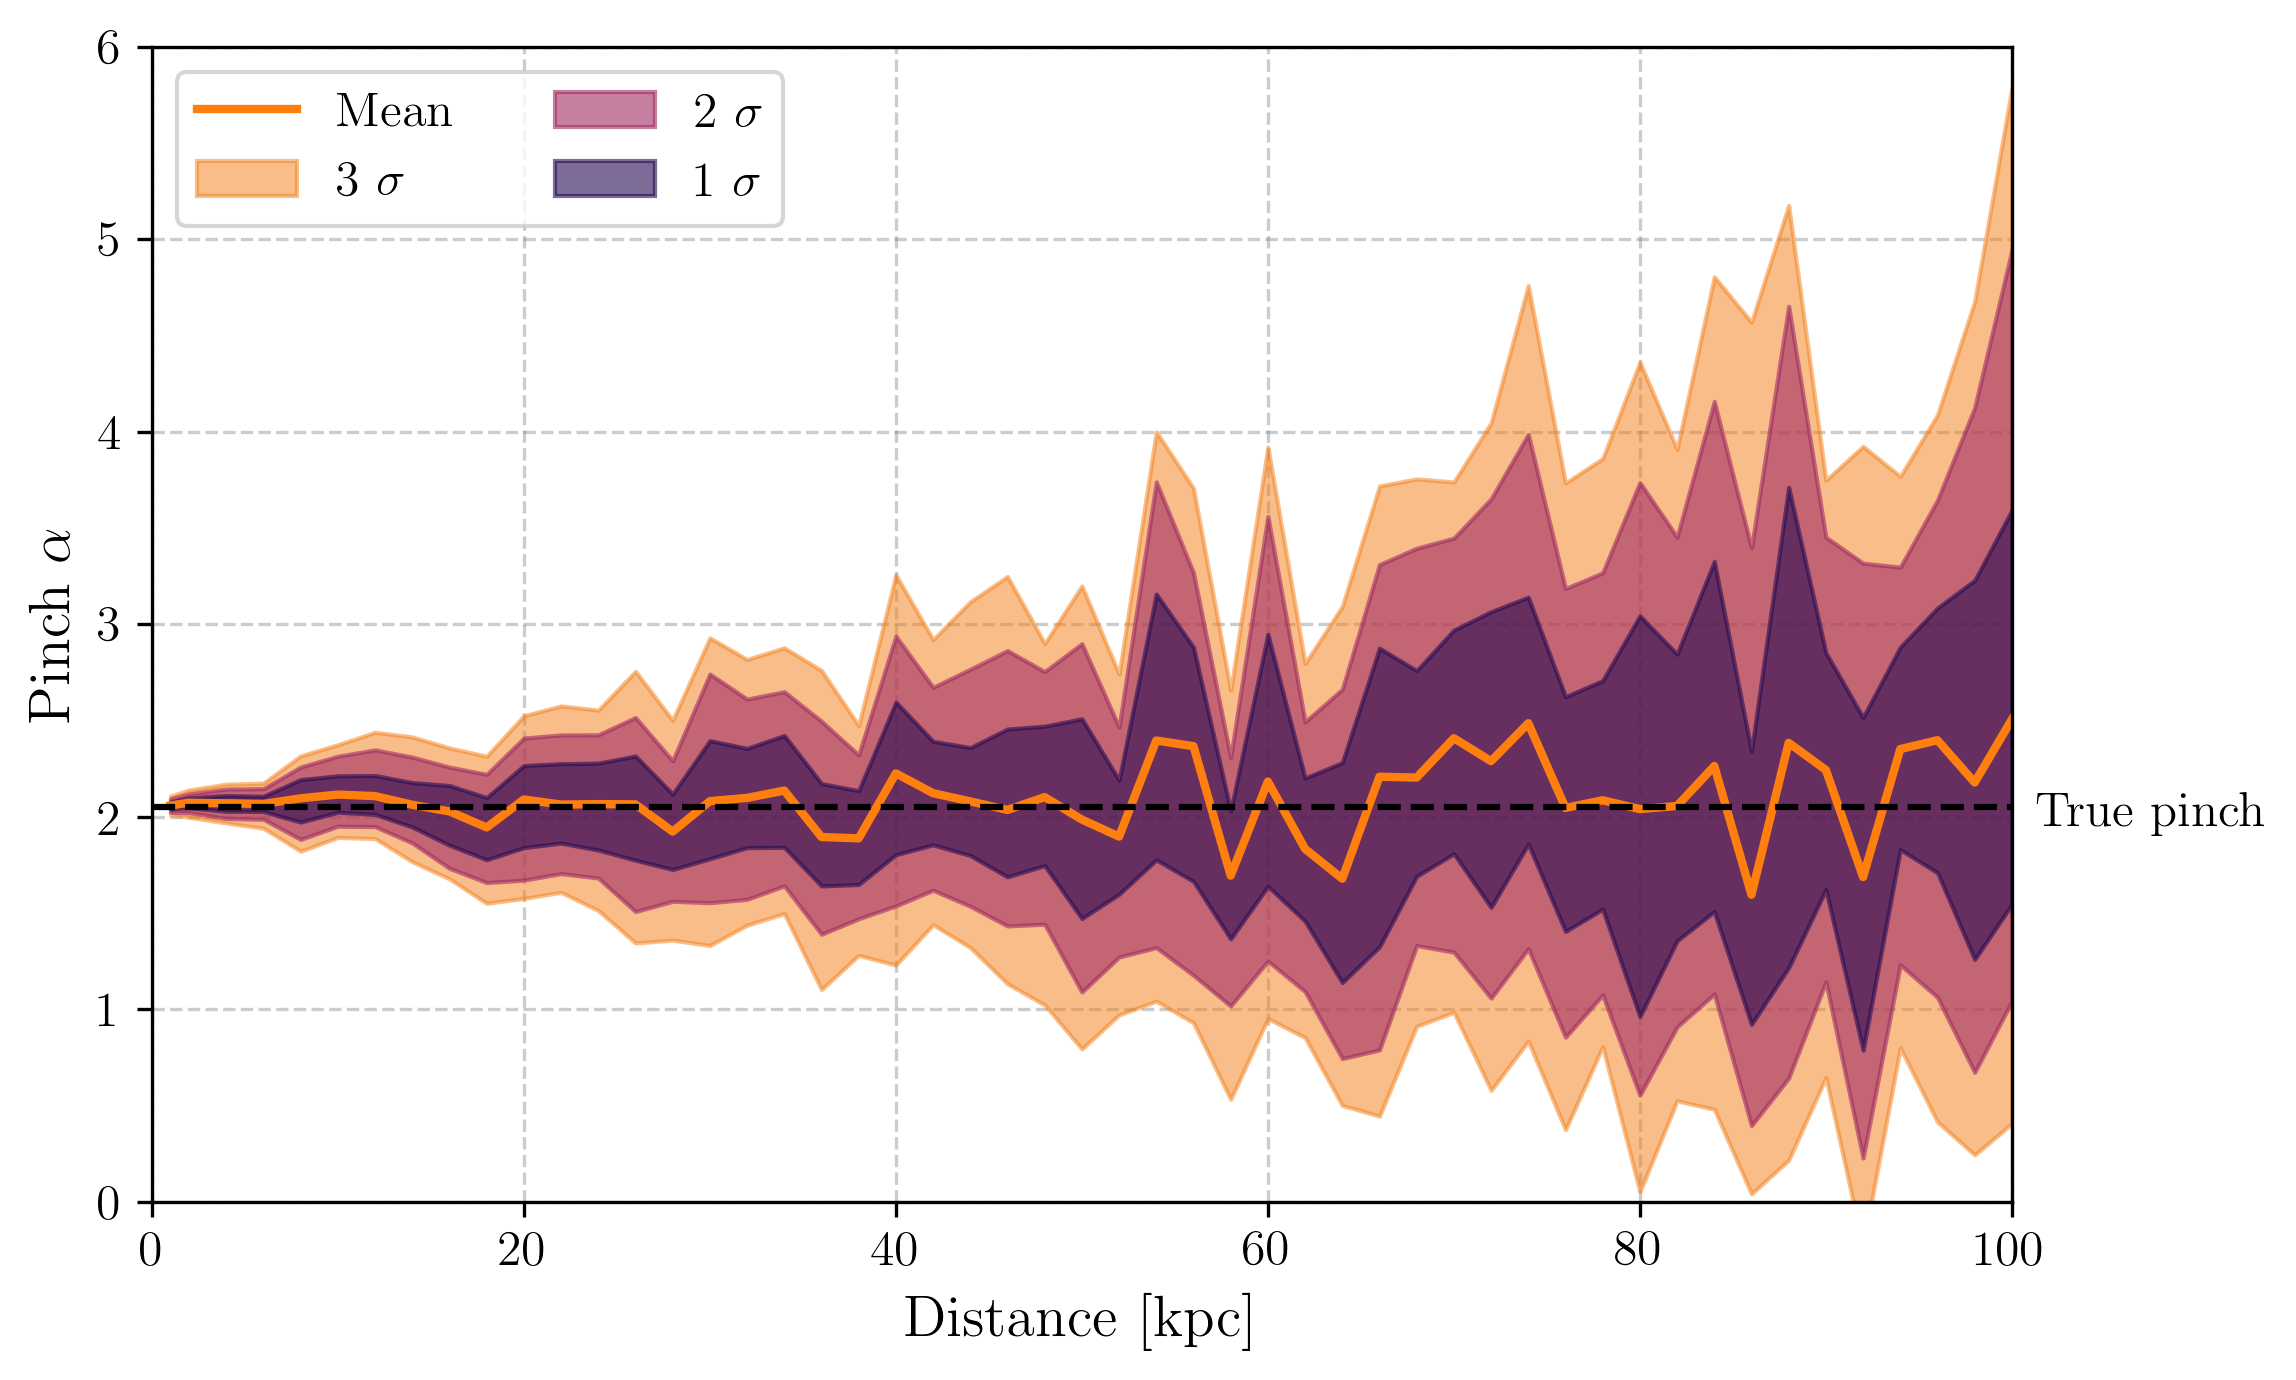 6
5
4
3
2
1
0
Pinch α
Mean
3 σ
2 σ
1 σ
True pinch
0 20 40 60 80 100
Distance [kpc]